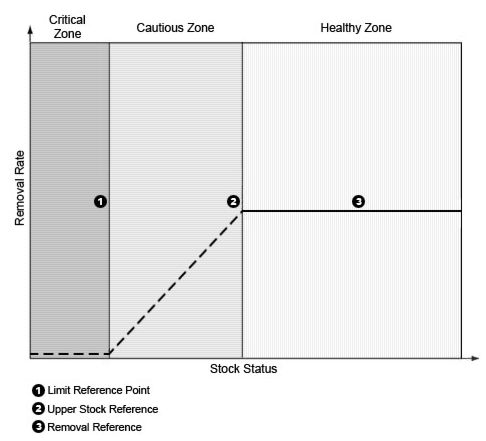 Critical
Zone
Cautious Zone
Healthy Zone
Removal Rate
1
2
3
Stock Status
1 Limit Reference Point
2 Upper Stock Reference
3 Removal Reference